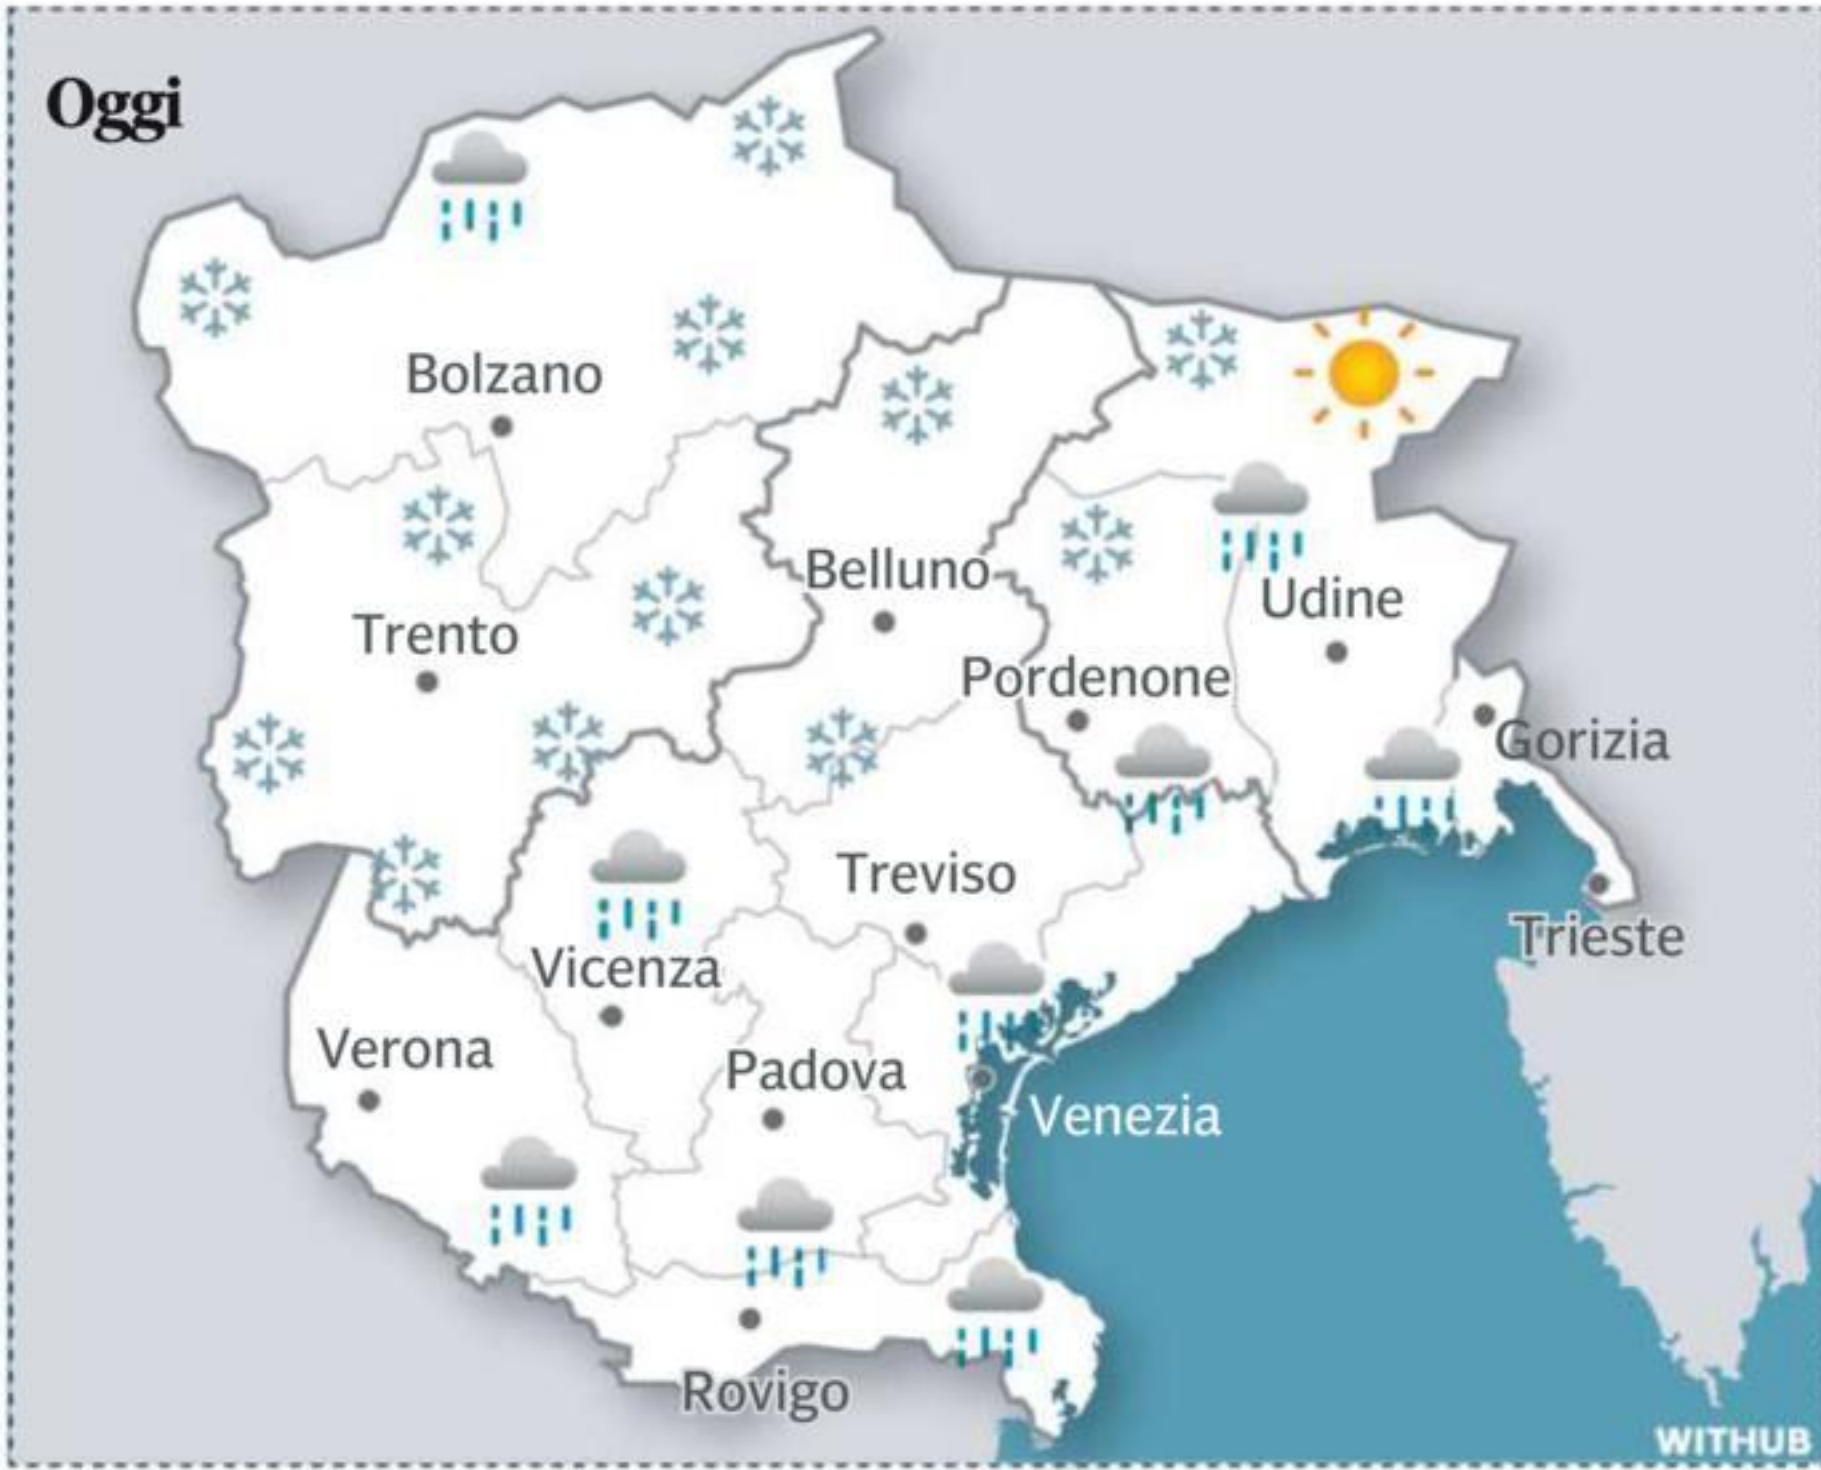 Oggi
Bolzano
Belluno
Udine
Trento
Pordenone
Gorizia
Treviso
Trieste
Vicenza
Verona
Padova
Venezia
Rovigo
WITHUB